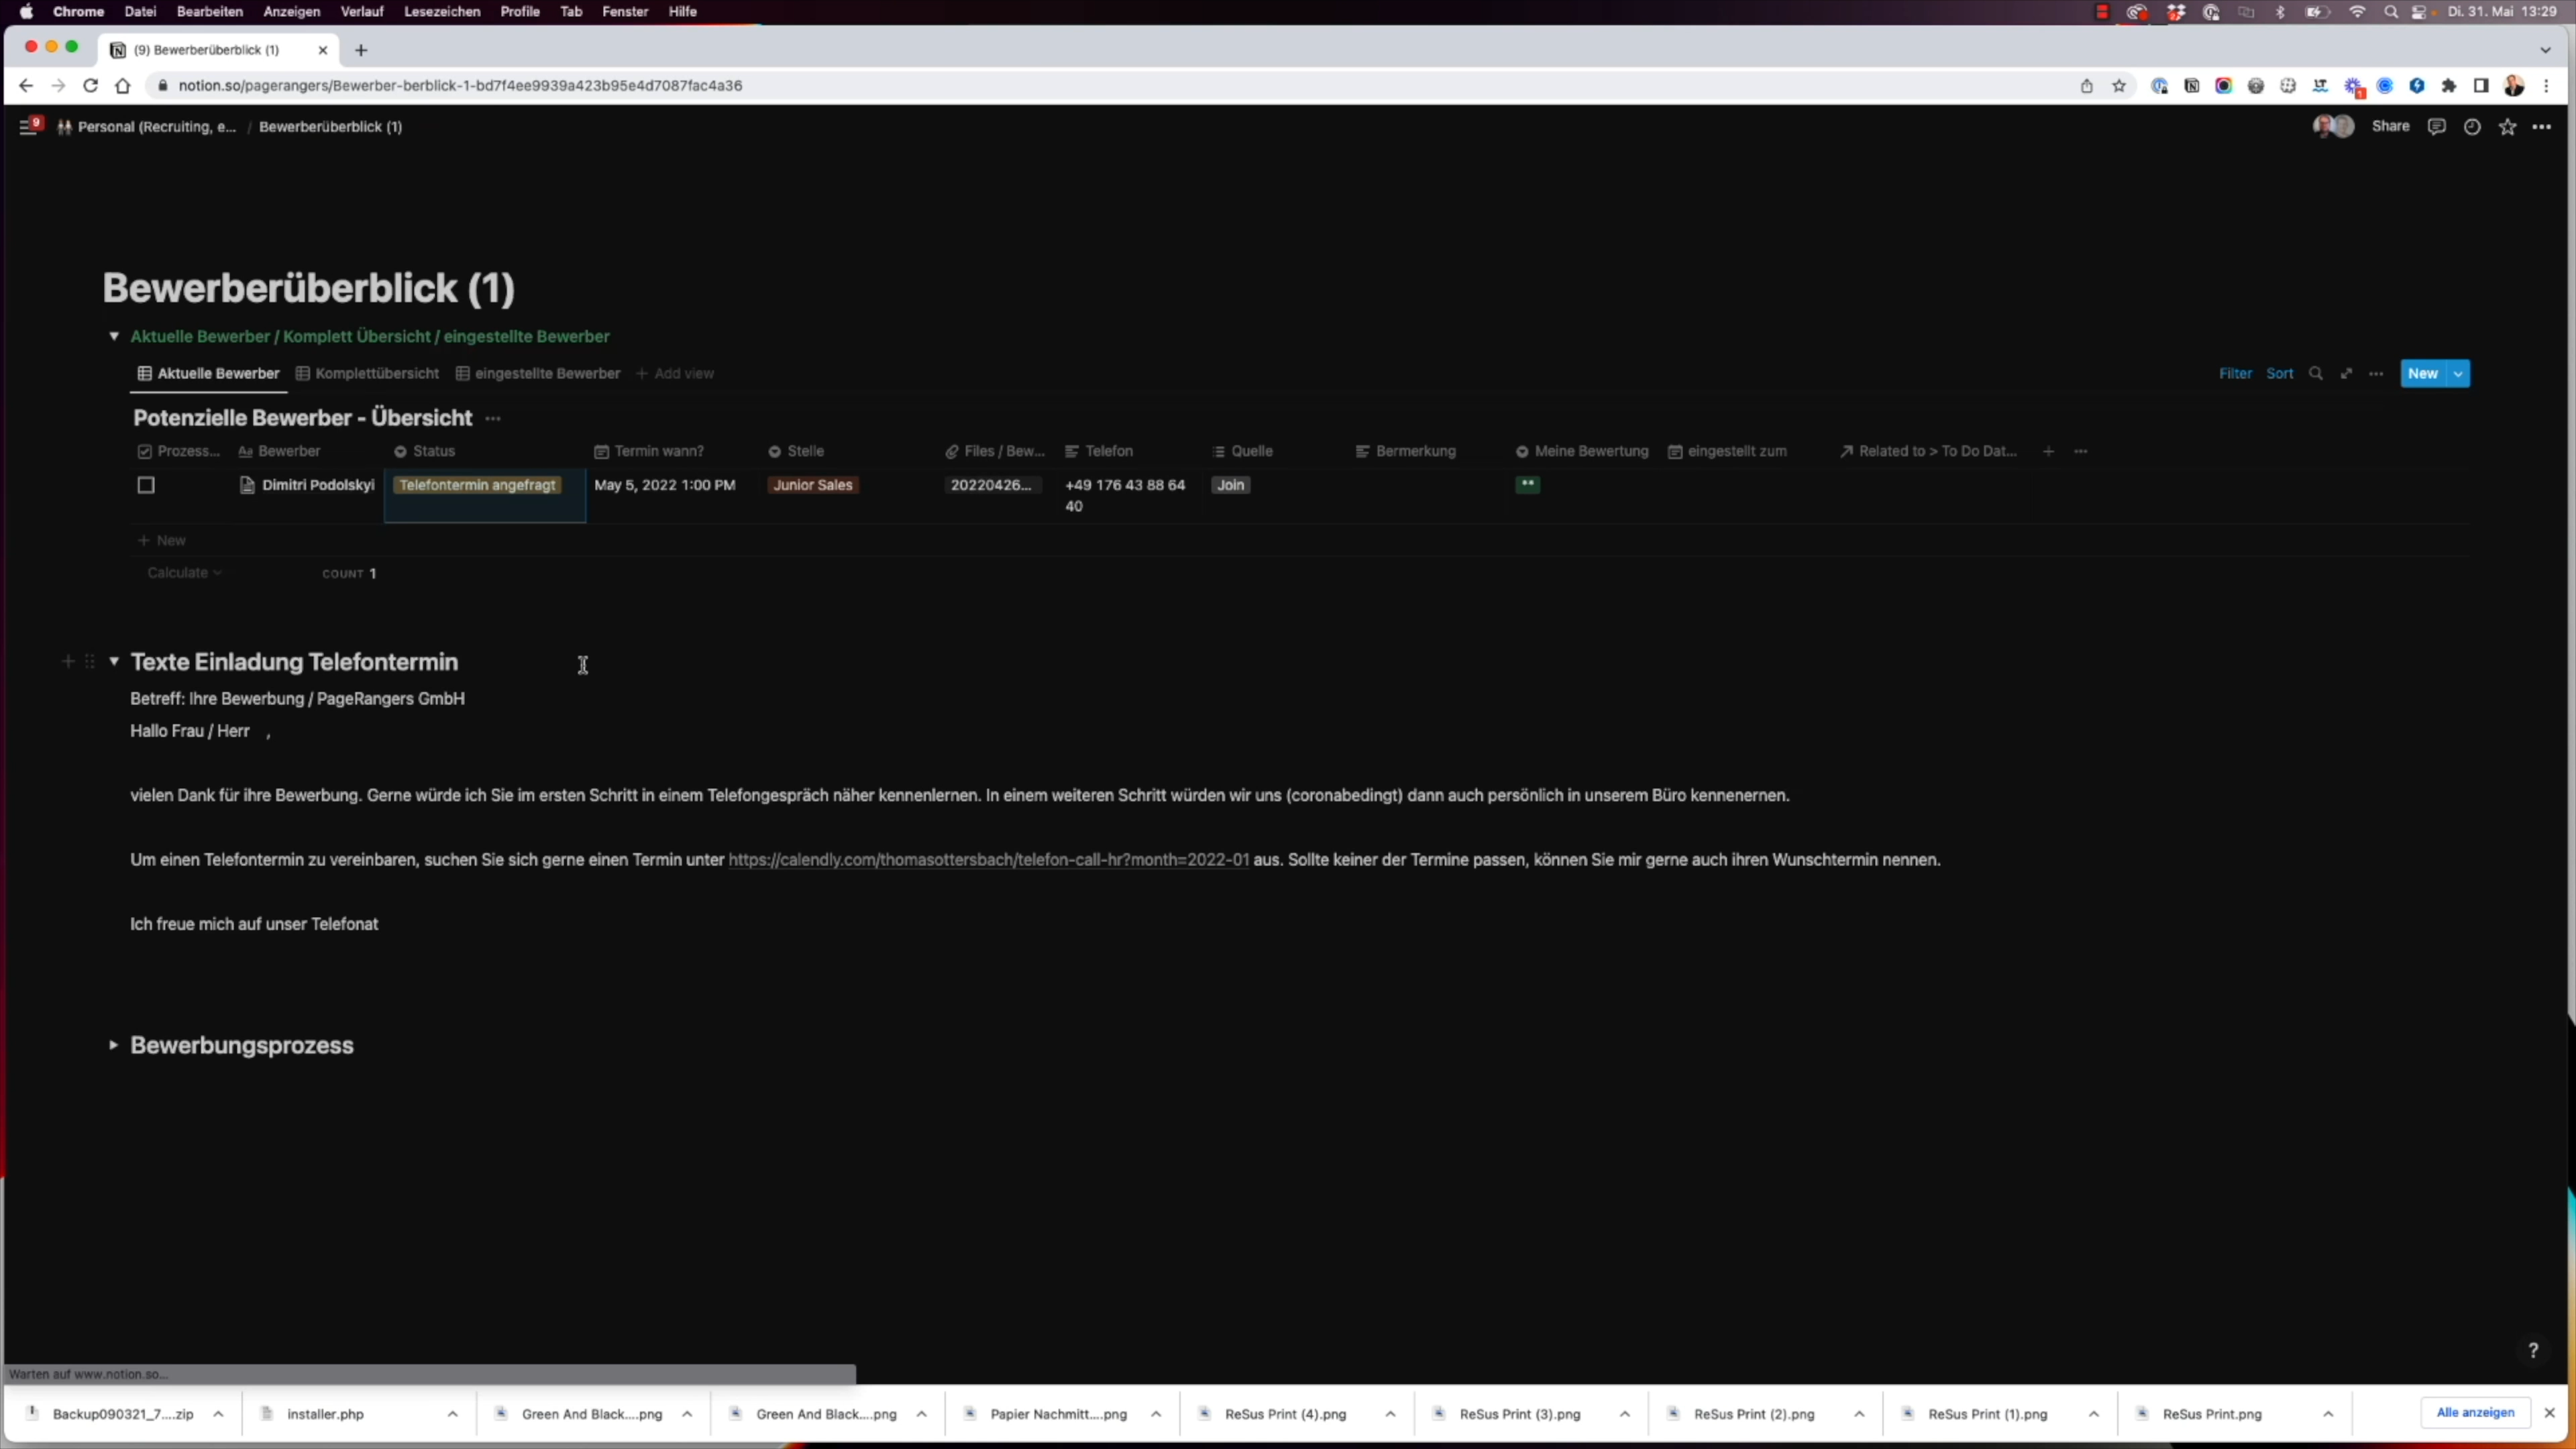 Chrome Datei Bearbeiten Anzeigen Verlauf Lesezeichen Profile Tab Fenster Hilfe Di. 31. Mai 13:29
(9) Bewerberüberblick (1)
notion.so/pagerangers/Bewerber-berblick-1-bd7f4ee9939a423b95e4d7087fac4a36
9 Personal (Recruiting, e... / Bewerberüberblick (1) Share
Bewerberüberblick (1)
Aktuelle Bewerber / Komplett Übersicht / eingestellte Bewerber
Aktuelle Bewerber Komplettübersicht eingestellte Bewerber + Add view Filter Sort New
Potenzielle Bewerber - Übersicht
Prozess... Aa Bewerber Status Termin wann? Stelle Files / Bew... Telefon Quelle Bermerkung Meine Bewertung eingestellt zum Related to > To Do Dat...
Dimitri Podolskyi Telefontermin angefragt May 5, 2022 1:00 PM Junior Sales 20220426... +49 176 43 88 64 Join **
40
+ New
Calculate COUNT 1
Texte Einladung Telefontermin
Betreff: Ihre Bewerbung / PageRangers GmbH
Hallo Frau / Herr ,
vielen Dank für ihre Bewerbung. Gerne würde ich Sie im ersten Schritt in einem Telefongespräch näher kennenlernen. In einem weiteren Schritt würden wir uns (coronabedingt) dann auch persönlich in unserem Büro kennenernen.
Um einen Telefontermin zu vereinbaren, suchen Sie sich gerne einen Termin unter https://calendly.com/thomasottersbach/telefon-call-hr?month=2022-01 aus. Sollte keiner der Termine passen, können Sie mir gerne auch ihren Wunschtermin nennen.
Ich freue mich auf unser Telefonat
Bewerbungsprozess
?
Warten auf www.notion.so...
Backup090321_7....zip installer.php Green And Black....png Green And Black....png Papier Nachmitt....png ReSus Print (4).png ReSus Print (3).png ReSus Print (2).png ReSus Print (1).png ReSus Print.png Alle anzeigen